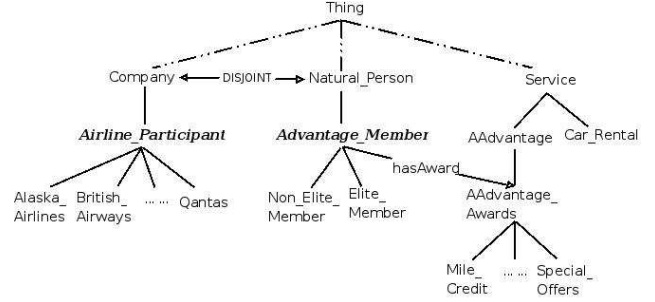 Thing
Company
DISJOINT
Natural_Person
Service
Airline_Participant
Advantage_Member
AAdvantage
Car_Rental
hasAward
Alaska_
Airlines
British_
Airways
... ...
Qantas
Non_Elite_
Member
Elite_
Member
AAdvantage_
Awards
Mile_
Credit
... ...
Special_
Offers